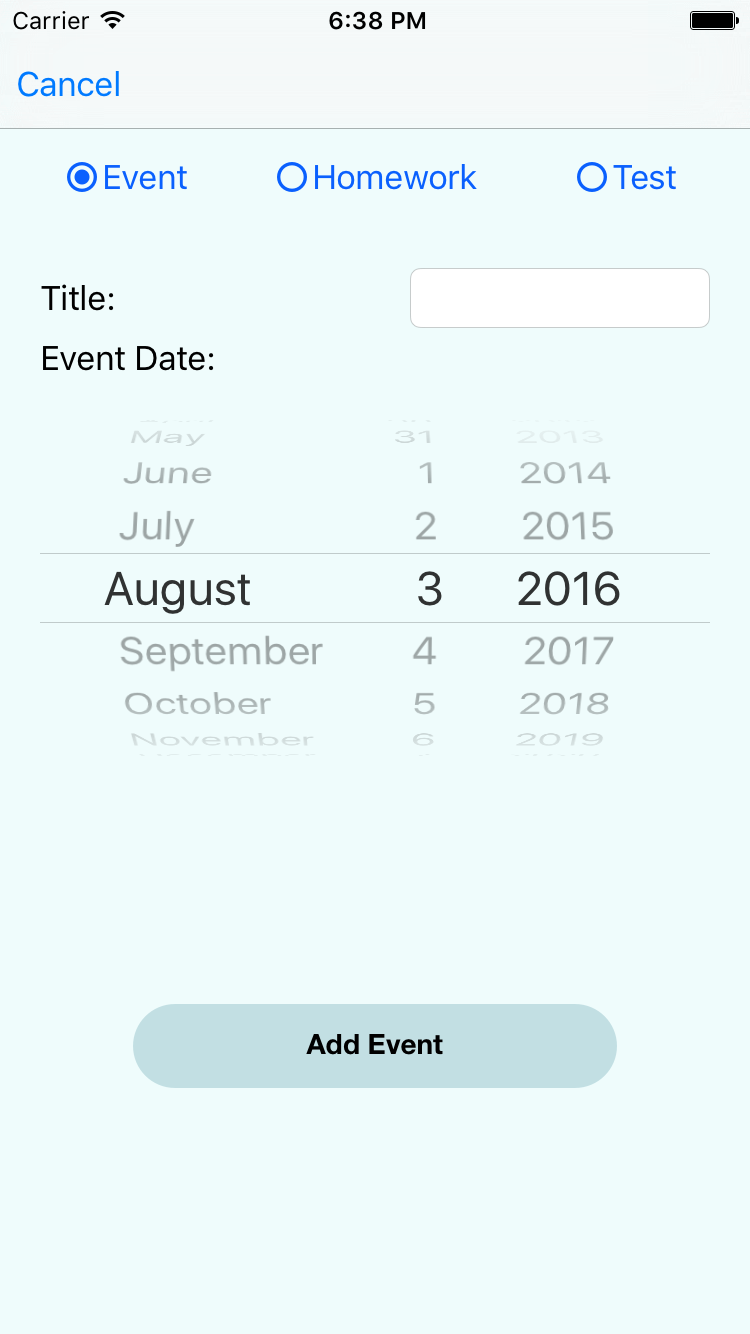 Carrier 6:38 PM
Cancel
Event Homework Test
Title:
Event Date:
May 31 2013
June 1 2014
July 2 2015
August 3 2016
September 4 2017
October 5 2018
November 6 2019
Add Event